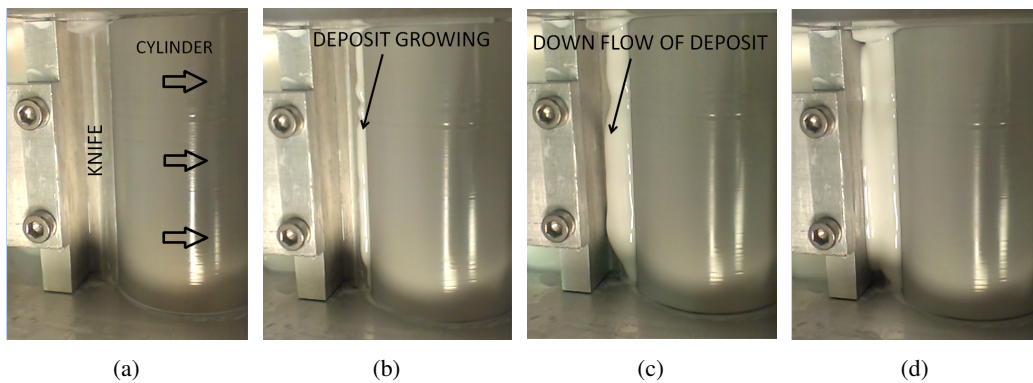 CYLINDER
KNIFE
DEPOSIT GROWING
DOWN FLOW OF DEPOSIT
(a)
(b)
(c)
(d)